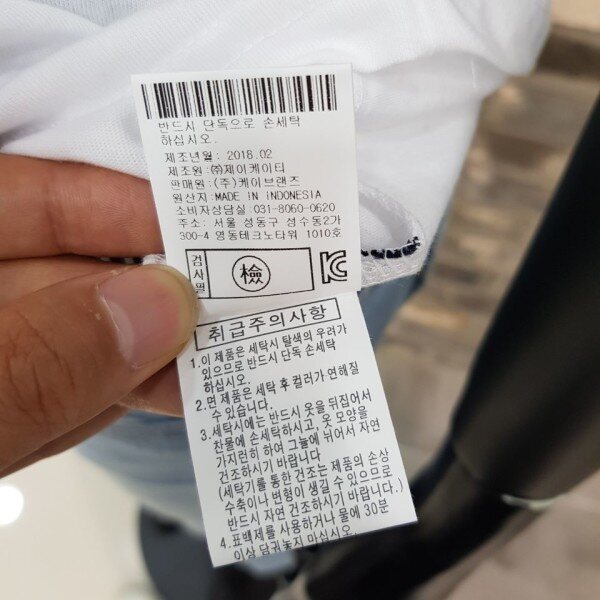 반드시 단독으로 손세탁
하십시오.
제조년월: 2018.02
제조원: ㈜제이케이티
판매원: (주)케이브랜즈
원산지: MADE IN INDONESIA
소비자상담실: 031-8060-0620
주소: 서울 성동구 성수동2가
300-4 영동테크노타워 1010호
검사필
檢
취급주의사항
1.이 제품은 세탁시 탈색의 우려가
있으므로 반드시 단독 손세탁
하십시오.
2.면 제품은 세탁 후 컬러가 연해질
수 있습니다.
3.세탁시에는 반드시 옷을 뒤집어서
찬물에 손세탁하시고, 옷 모양을
가지런히 하여 그늘에 뉘어서 자연
건조하시기 바랍니다
(세탁기를 통한 건조는 제품의 손상
수축이나 변형이 생길 수 있으므로
반드시 자연 건조하시기 바랍니다.)
4.표백제를 사용하거나 물에 30분
이상 담궈놓지 마십시오.